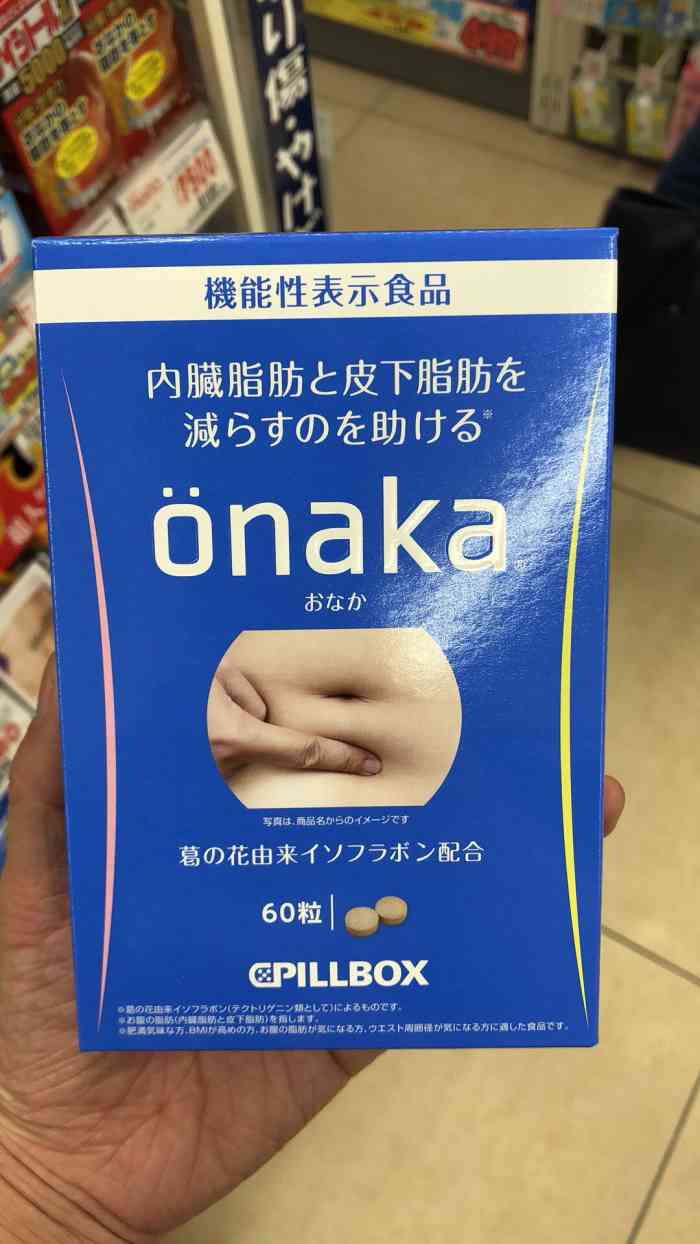 り傷・やけど
機能性表示食品
内臓脂肪と皮下脂肪を
減らすのを助ける※
önaka®
おなか
写真は、商品名からのイメージです
葛の花由来イソフラボン配合
60粒
PILLBOX
※葛の花由来イソフラボン(テクトリゲニン類として)によるものです。
※お腹の脂肪(内臓脂肪と皮下脂肪)を指します。
※肥満気味な方、BMIが高めの方、お腹の脂肪が気になる方、ウエスト周囲径が気になる方に適した食品です。